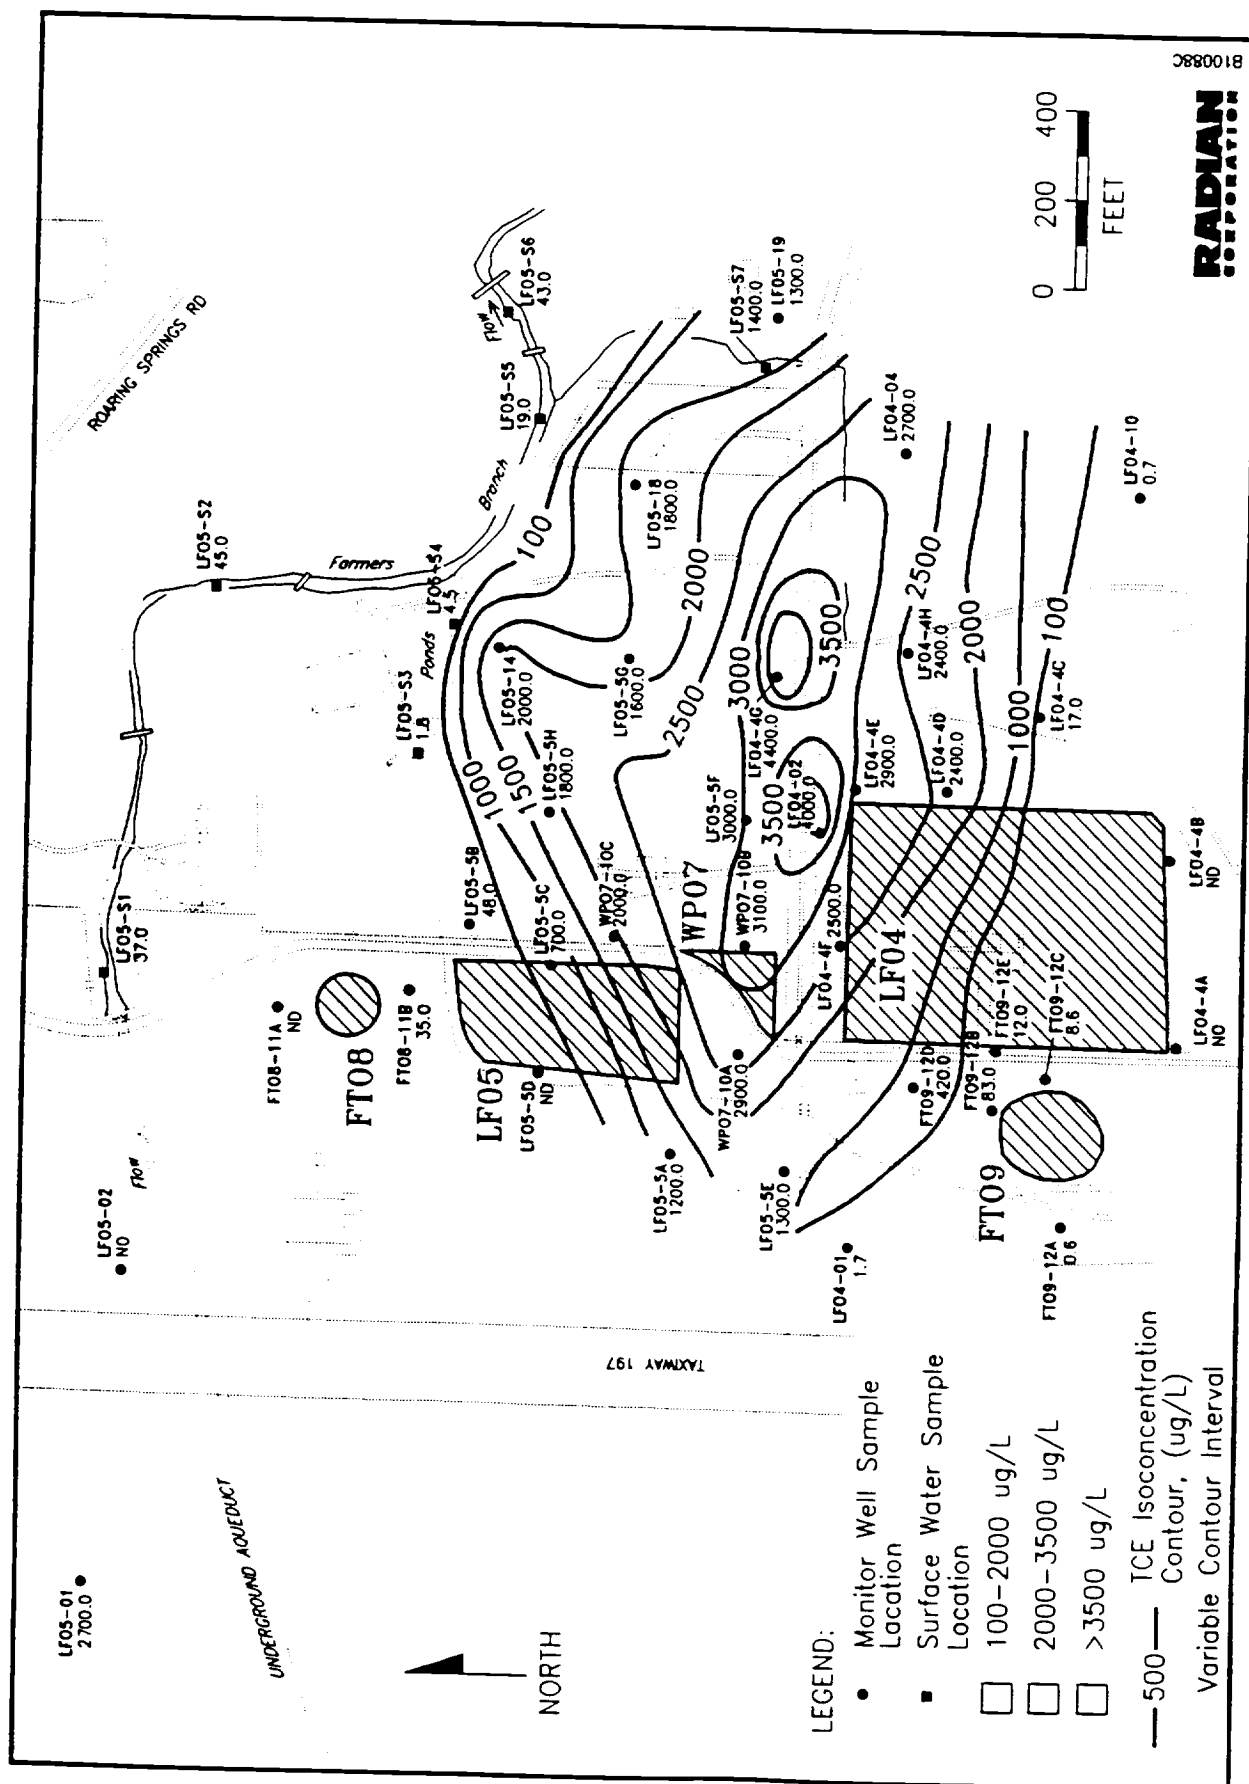 LF05-01
2700.0
UNDERGROUND AQUEDUCT
NORTH
LF05-02
NO
Flow
TAXIWAY 197
LF05-S1
37.0
FT08-11A
ND
FT08
FT08-11B
35.0
LF05-S2
45.0
ROARING SPRINGS RD
Farmers
Branch
LF05-S3
1.8
Ponds
LF05-S4
4.5
LF05-S5
19.0
Flow
LF05-S6
43.0
LF05-5B
48.0
LF05
LF05-5D
ND
LF05-5C
700.0
LF05-5H
1800.0
LF05-14
2000.0
100
1000
1500
WP07-10C
2000.0
LF05-5G
1600.0
LF05-18
1800.0
2000
2500
LF05-5A
1200.0
WP07
WP07-10A
2900.0
WP07-10B
3100.0
LF05-5F
3000.0
3000
LF04-4G
4400.0
3500
LF04-02
4000.0
3500
LF05-S7
1400.0
LF05-19
1300.0
LF05-5E
1300.0
LF04-01
1.7
LF04-4F 2500.0
LF04
LF04-4E
2900.0
LF04-04
2700.0
2500
LF04-4H
2400.0
LF04-4D
2400.0
2000
1000
100
LF04-4C
17.0
LF04-10
0.7
FT09-12D
420.0
FT09-12B
83.0
FT09-12E
12.0
FT09-12C
8.6
FT09
FT09-12A
0.6
LF04-4A
NO
LF04-4B
ND
LEGEND:
Monitor Well Sample
Lacation
Surface Water Sample
Location
100-2000 ug/L
2000-3500 ug/L
>3500 ug/L
500 TCE Isoconcentration
Contour, (ug/L)
Variable Contour Interval
0 200 400
FEET
RADIAN
CORPORATION
B10088C